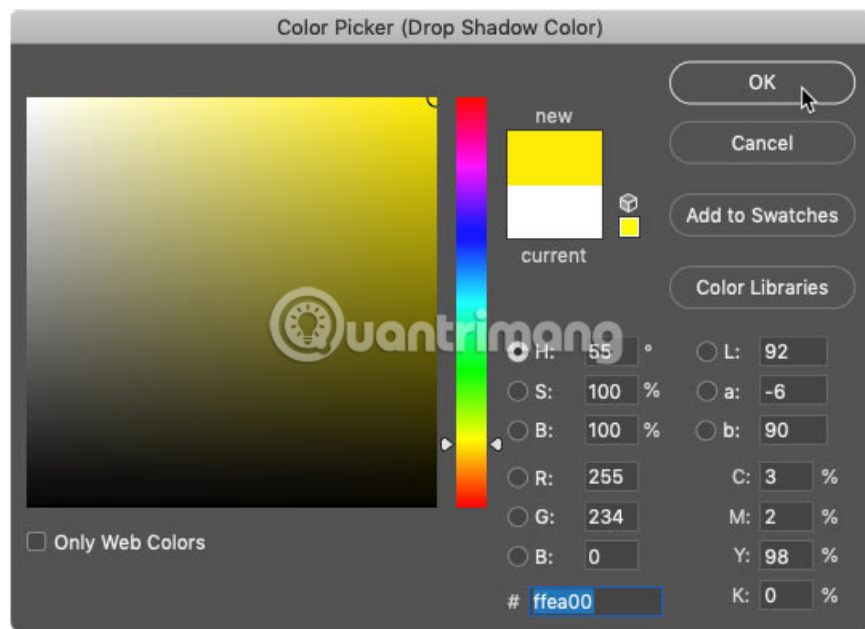 Color Picker (Drop Shadow Color)
OK
new
Cancel
Add to Swatches
current
Color Libraries
Quantrimang
H: 55 ° L: 92
S: 100 % a: -6
B: 100 % b: 90
R: 255 C: 3 %
G: 234 M: 2 %
B: 0 Y: 98 %
# ffea00 K: 0 %
Only Web Colors